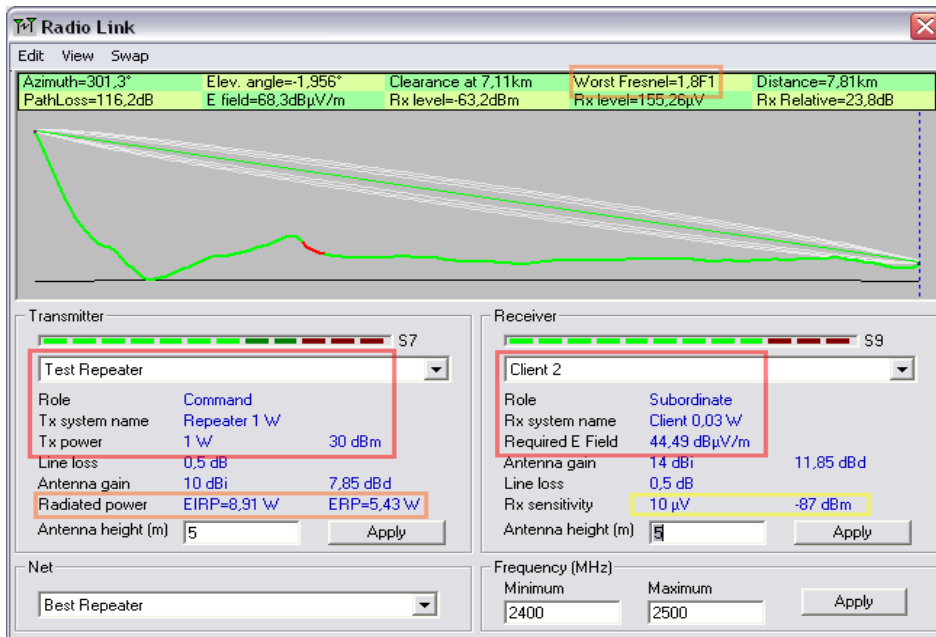 Radio Link
Edit View Swap
Azimuth=301,3° Elev. angle=-1,956° Clearance at 7,11km Worst Fresnel=1,8F1 Distance=7,81km
PathLoss=116,2dB E field=68,3dBµV/m Rx level=-63,2dBm Rx level=155,26µV Rx Relative=23,8dB
Transmitter Receiver
S7 S9
Test Repeater Client 2
Role Command Role Subordinate
Tx system name Repeater 1 W Rx system name Client 0,03 W
Tx power 1 W 30 dBm Required E Field 44,49 dBµV/m
Line loss 0,5 dB Antenna gain 14 dBi 11,85 dBd
Antenna gain 10 dBi 7,85 dBd Line loss 0,5 dB
Radiated power EIRP=8,91 W ERP=5,43 W Rx sensitivity 10 µV -87 dBm
Antenna height (m) 5 Apply Antenna height (m) 5 Apply
Net Frequency (MHz)
Minimum Maximum
Best Repeater 2400 2500 Apply